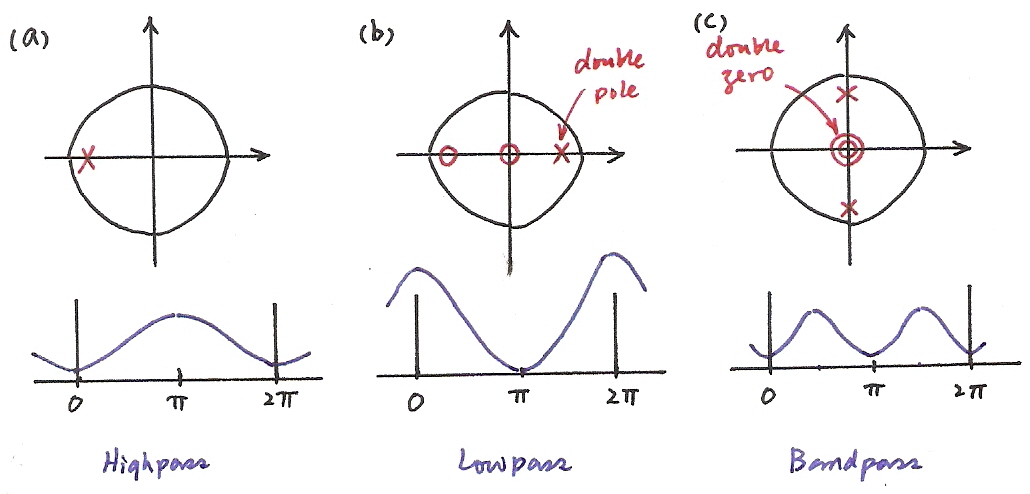 (a)
(b)
double
pole
(c)
double
zero
0
π
2π
0
π
2π
0
π
2π
Highpass
Lowpass
Bandpass